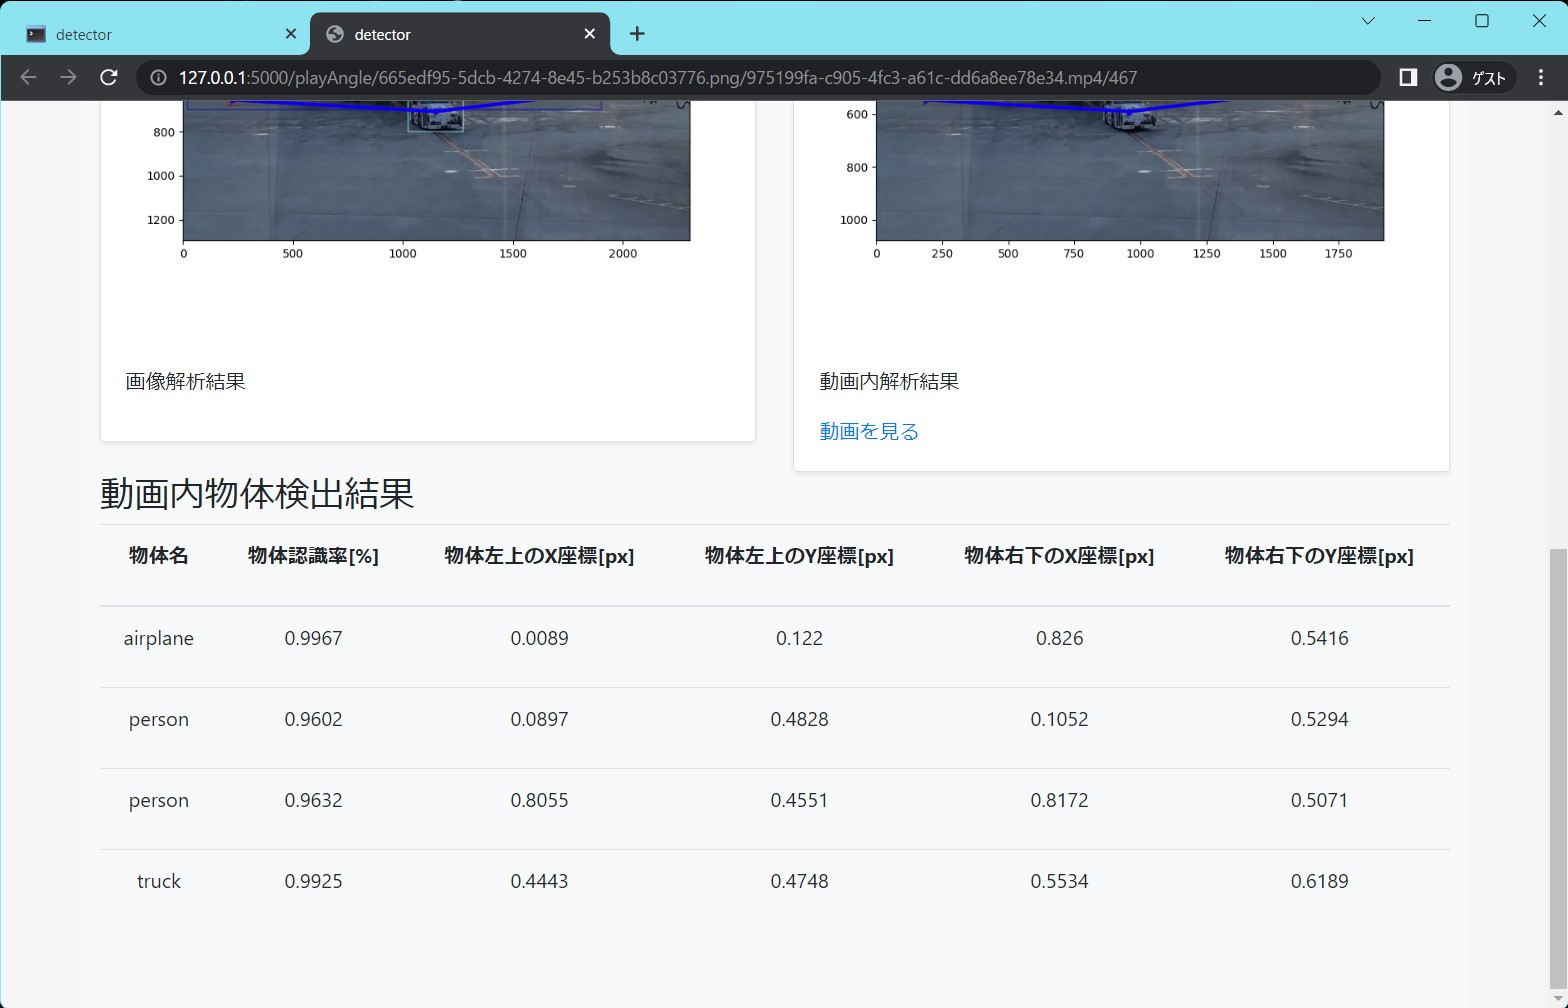 detector
detector
127.0.0.1:5000/playAngle/665edf95-5dcb-4274-8e45-b253b8c03776.png/975199fa-c905-4fc3-a61c-dd6a8ee78e34.mp4/467
ゲスト
800
1000
1200
0 500 1000 1500 2000
600
800
1000
0 250 500 750 1000 1250 1500 1750
画像解析結果
動画内解析結果
動画を見る
動画内物体検出結果
物体名 物体認識率[%] 物体左上のX座標[px] 物体左上のY座標[px] 物体右下のX座標[px] 物体右下のY座標[px]
airplane 0.9967 0.0089 0.122 0.826 0.5416
person 0.9602 0.0897 0.4828 0.1052 0.5294
person 0.9632 0.8055 0.4551 0.8172 0.5071
truck 0.9925 0.4443 0.4748 0.5534 0.6189